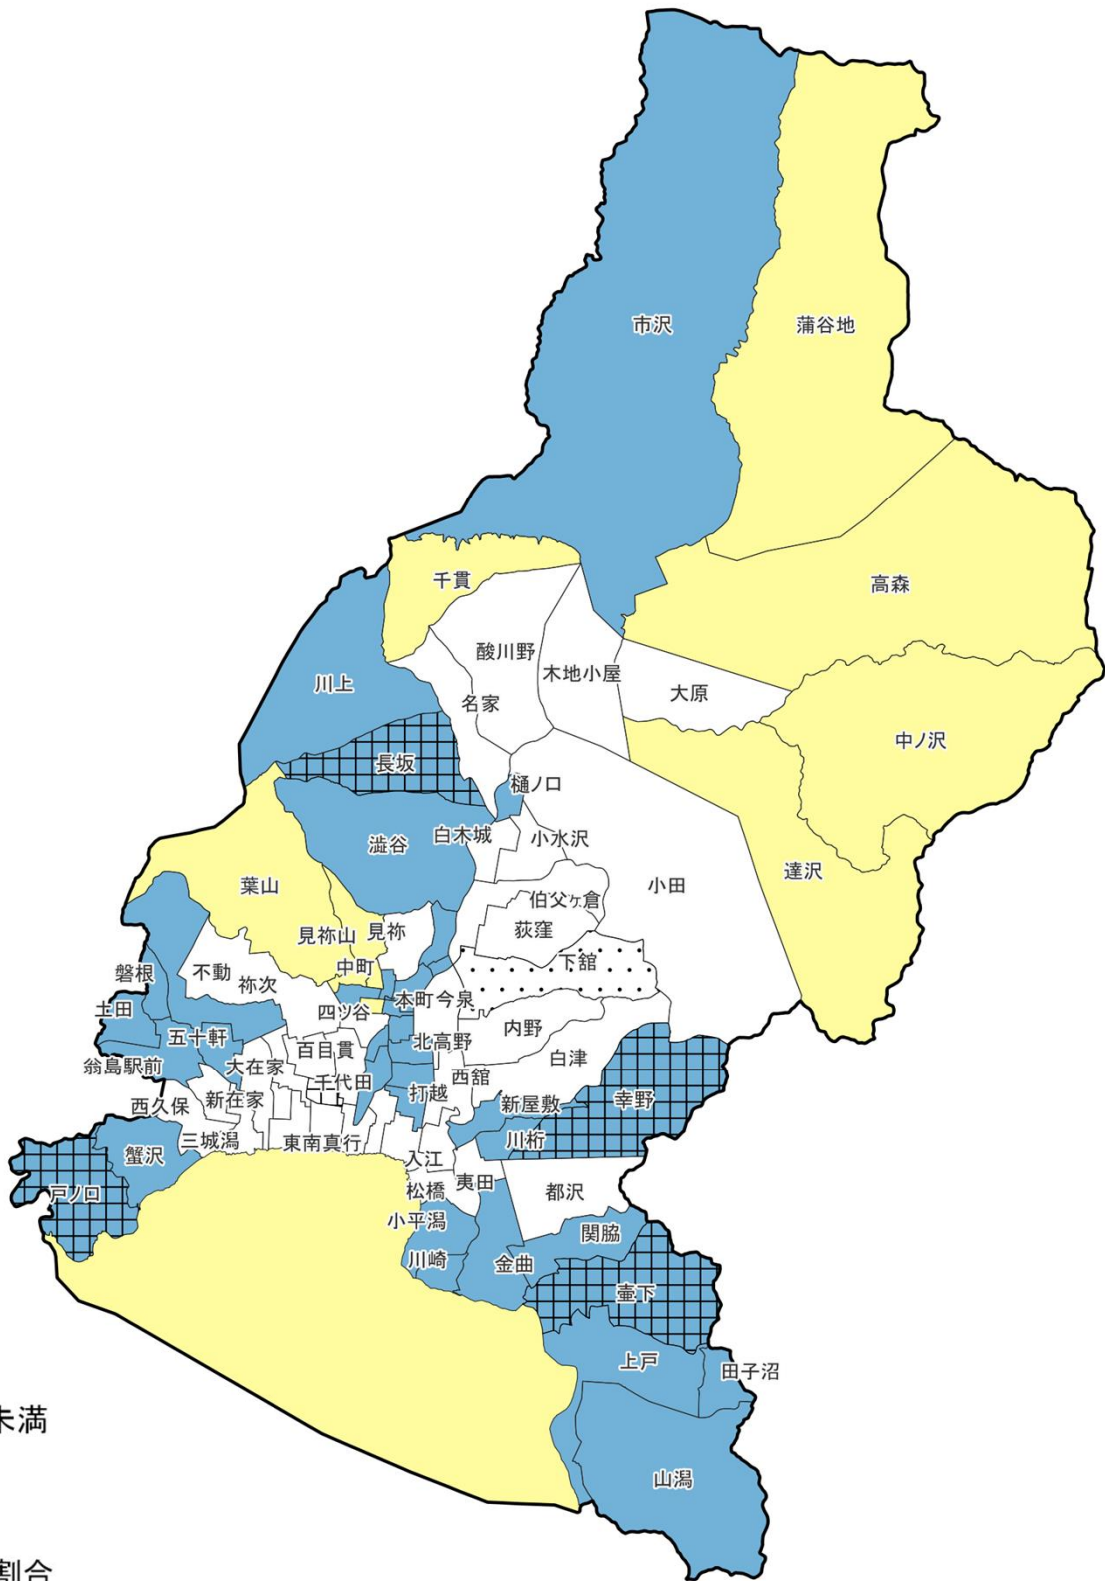 市沢
蒲谷地
千貫
高森
酸川野
木地小屋
川上
名家
大原
中ノ沢
長坂
樋ノ口
白木城
小水沢
渋谷
達沢
葉山
伯父ヶ倉
小田
見祢山
見祢
荻窪
下舘
不動
中町
磐根
祢次
本町
今泉
土田
四ツ谷
内野
五十軒
百目貫
北高野
白津
翁島駅前
大在家
西舘
千代田
打越
新屋敷
幸野
西久保
新在家
川桁
三城潟
東南真行
蟹沢
入江
夷田
戸ノ口
松橋
都沢
小平潟
関脇
川崎
金曲
壷下
上戸
田子沼
未満
山潟
割合